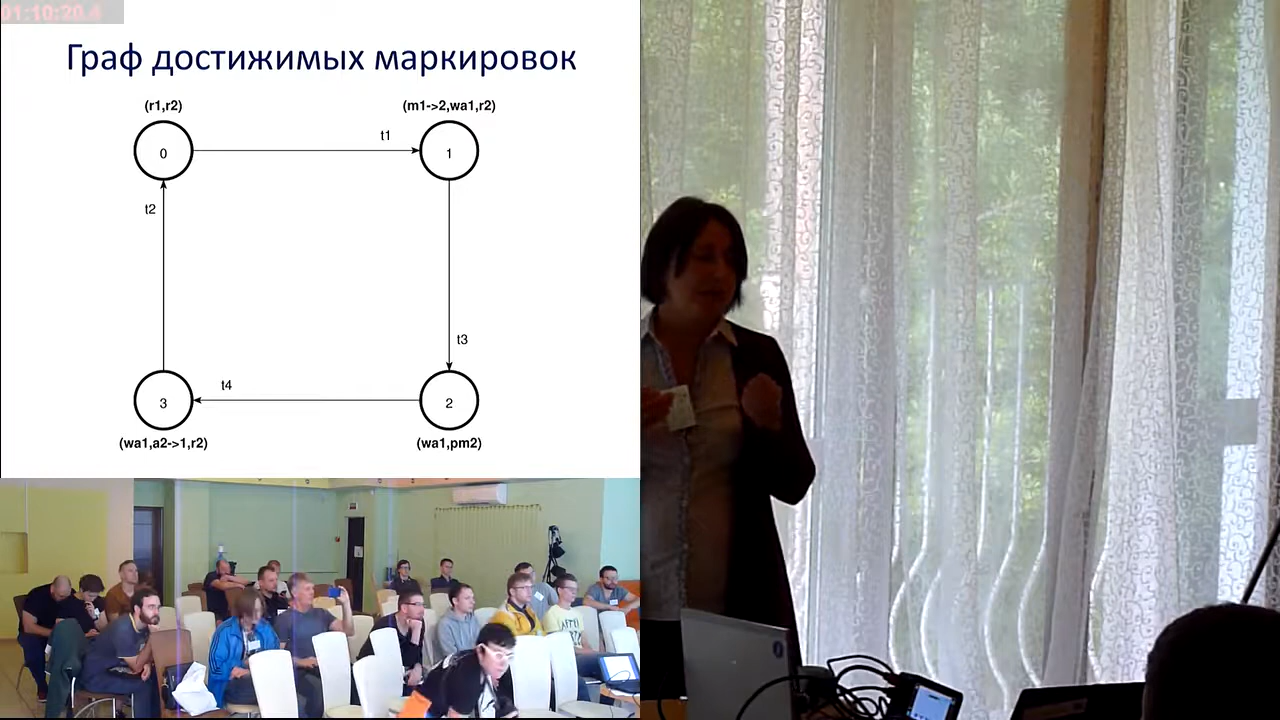 01:10:20.4
Граф достижимых маркировок
(r1,r2)
(m1->2,wa1,r2)
0
t1
1
t2
t3
3
t4
2
(wa1,a2->1,r2)
(wa1,pm2)